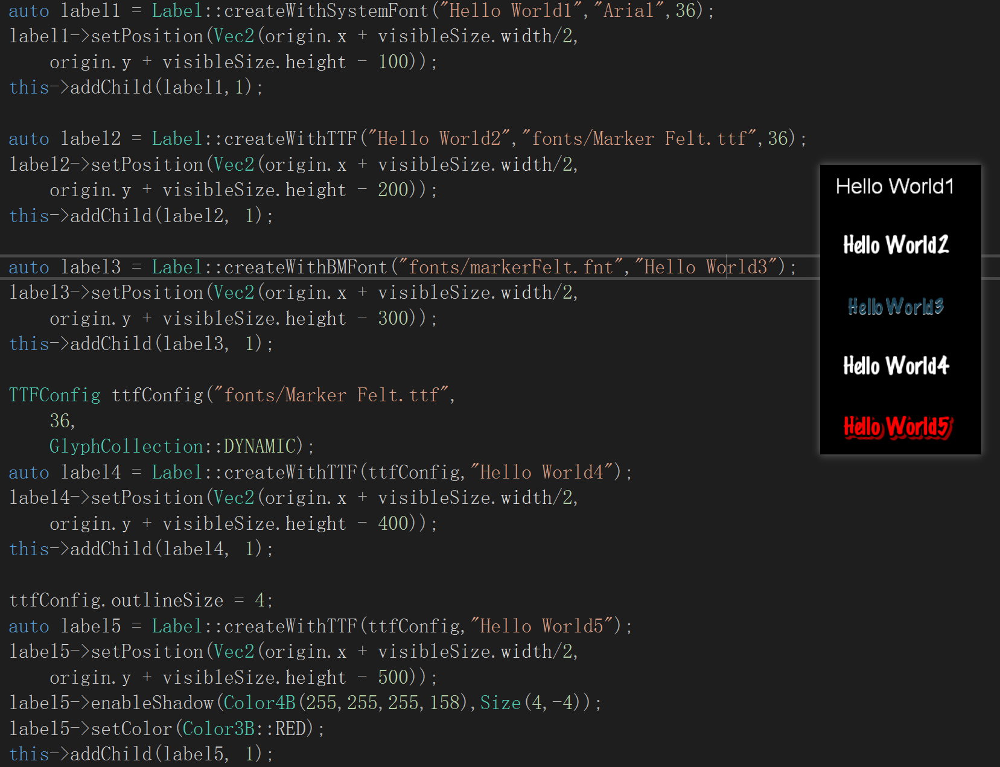 auto label1 = Label::createWithSystemFont("Hello World1","Arial",36);
label1->setPosition(Vec2(origin.x + visibleSize.width/2,
    origin.y + visibleSize.height - 100));
this->addChild(label1,1);

auto label2 = Label::createWithTTF("Hello World2","fonts/Marker Felt.ttf",36);
label2->setPosition(Vec2(origin.x + visibleSize.width/2,
    origin.y + visibleSize.height - 200));
this->addChild(label2, 1);

auto label3 = Label::createWithBMFont("fonts/markerFelt.fnt","Hello World3");
label3->setPosition(Vec2(origin.x + visibleSize.width/2,
    origin.y + visibleSize.height - 300));
this->addChild(label3, 1);

TTFConfig ttfConfig("fonts/Marker Felt.ttf",
    36,
    GlyphCollection::DYNAMIC);
auto label4 = Label::createWithTTF(ttfConfig,"Hello World4");
label4->setPosition(Vec2(origin.x + visibleSize.width/2,
    origin.y + visibleSize.height - 400));
this->addChild(label4, 1);

ttfConfig.outlineSize = 4;
auto label5 = Label::createWithTTF(ttfConfig,"Hello World5");
label5->setPosition(Vec2(origin.x + visibleSize.width/2,
    origin.y + visibleSize.height - 500));
label5->enableShadow(Color4B(255,255,255,158),Size(4,-4));
label5->setColor(Color3B::RED);
this->addChild(label5, 1);
Hello World1
Hello World2
Hello World3
Hello World4
Hello World5